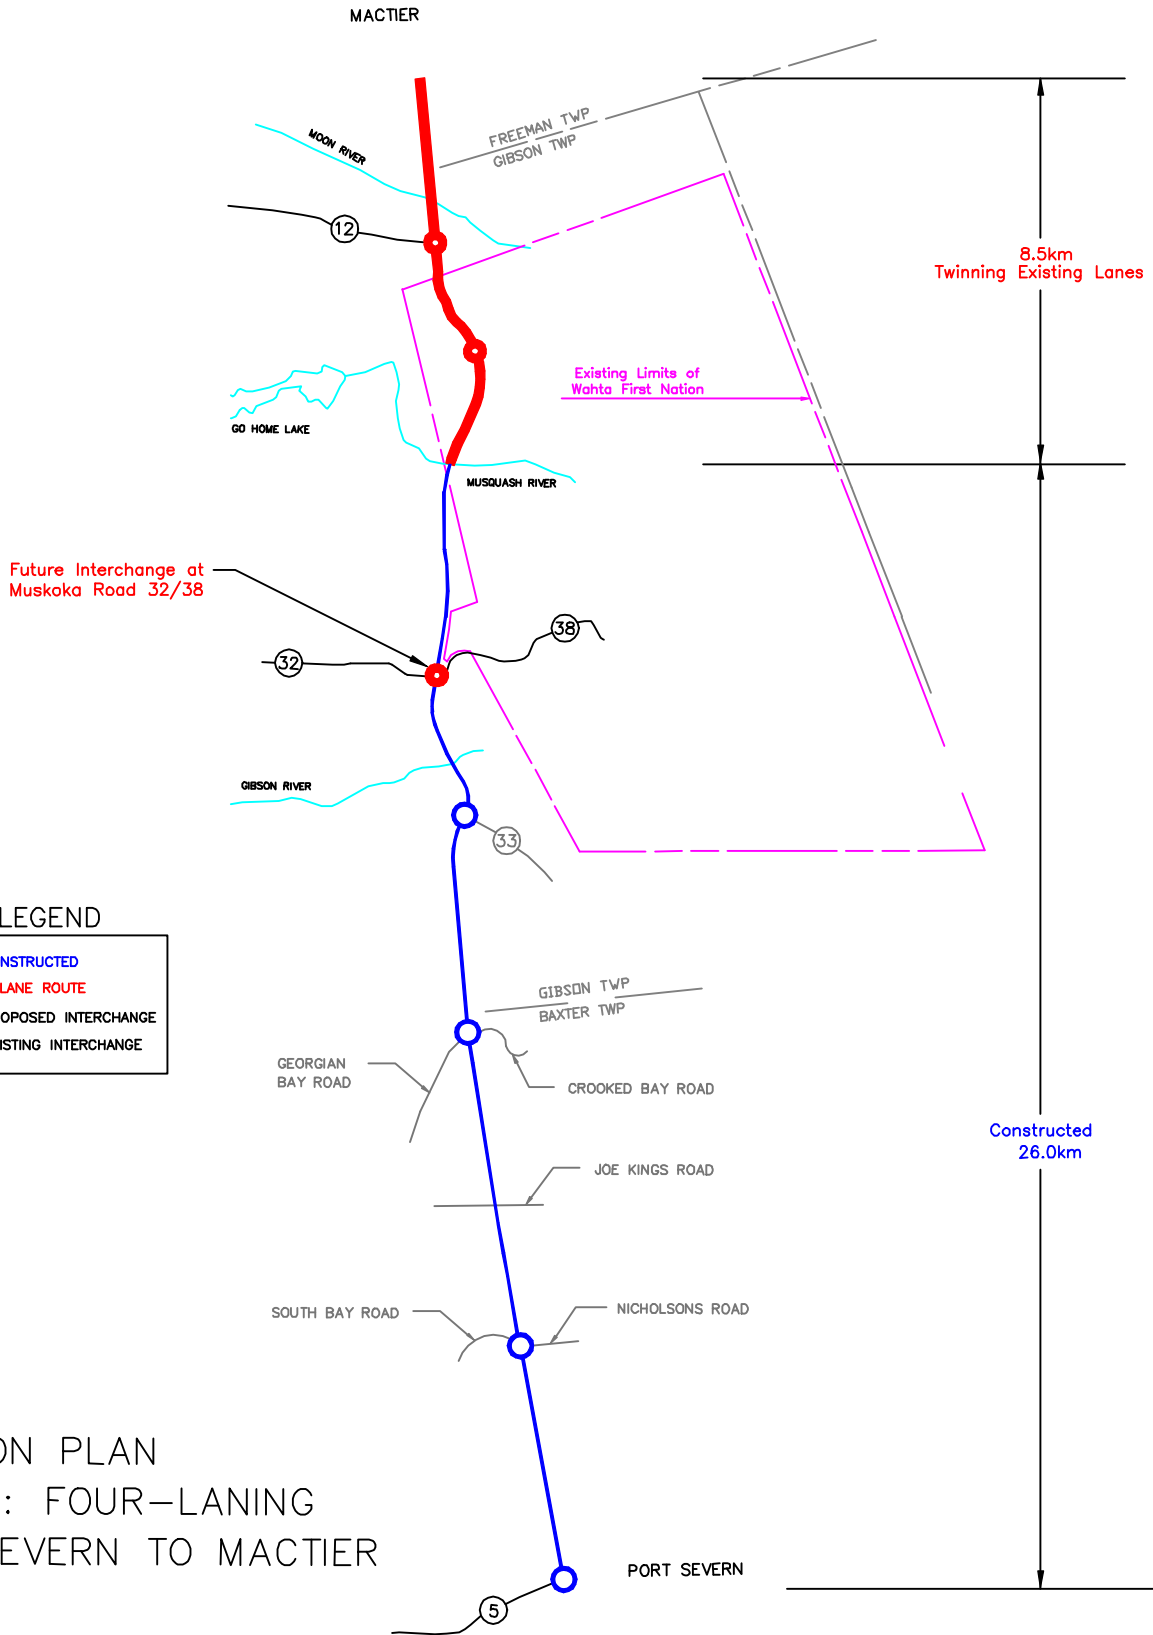 MACTIER
FREEMAN TWP
GIBSON TWP
MOON RIVER
12
8.5km
Twinning Existing Lanes
Existing Limits of
Wahta First Nation
GO HOME LAKE
MUSQUASH RIVER
Future Interchange at
Muskoka Road 32/38
38
32
GIBSON RIVER
33
LEGEND
NSTRUCTED
LANE ROUTE
OPOSED INTERCHANGE
ISTING INTERCHANGE
GIBSON TWP
BAXTER TWP
GEORGIAN
BAY ROAD
CROOKED BAY ROAD
Constructed
26.0km
JOE KINGS ROAD
SOUTH BAY ROAD
NICHOLSONS ROAD
ON PLAN
: FOUR-LANING
EVERN TO MACTIER
PORT SEVERN
5